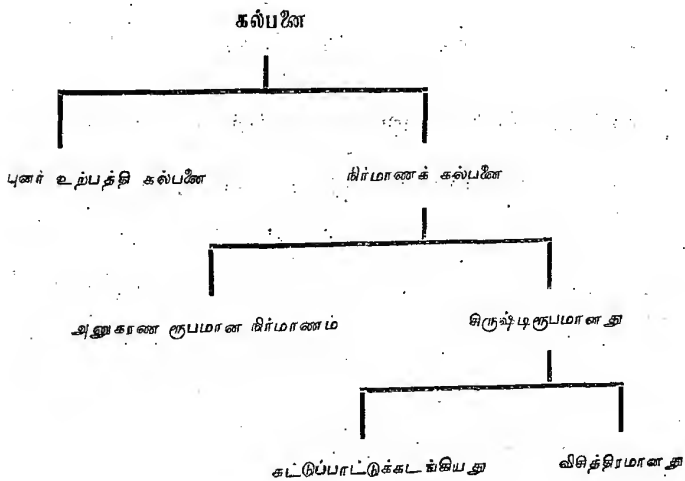 கல்பனை
புனர் உற்பத்தி கல்பனை நிர்மாணக் கல்பனை
அனுகரண ரூபமான நிர்மாணம் சிருஷ்டிரூபமானது
கட்டுப்பாட்டுக்கடங்கியது விசித்திரமானது